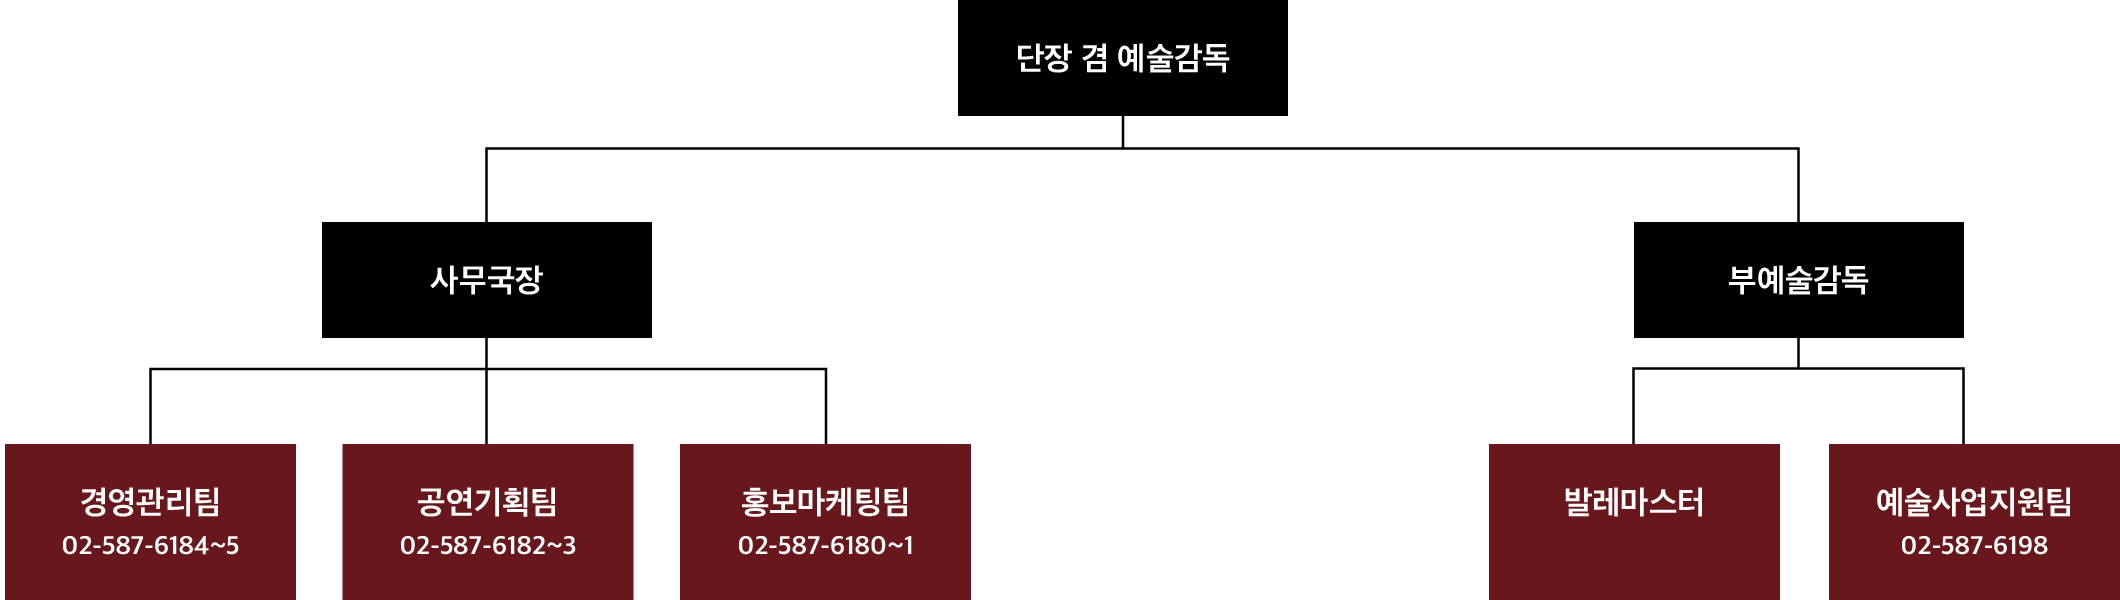 단장 겸 예술감독
사무국장
부예술감독
경영관리팀
02-587-6184~5
공연기획팀
02-587-6182~3
홍보마케팅팀
02-587-6180~1
발레마스터
예술사업지원팀
02-587-6198